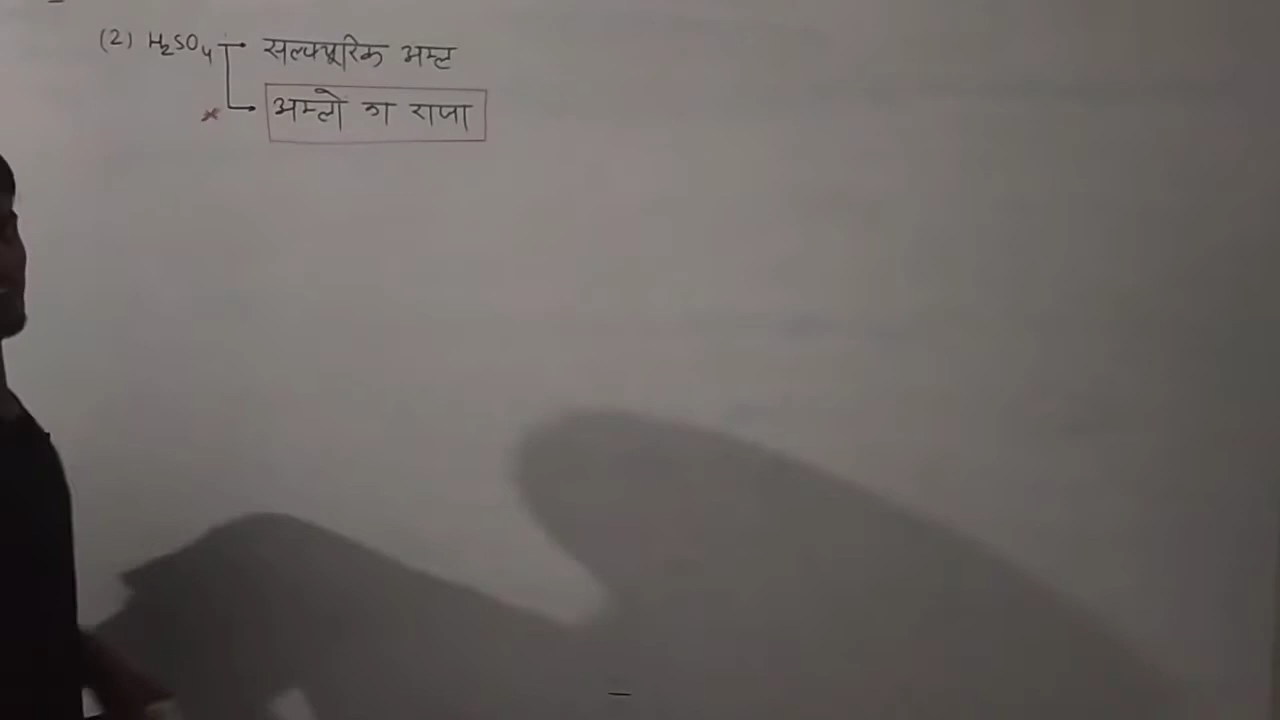 (2) H₂SO₄ → सल्फ्यूरिक अम्ल
* → अम्लो का राजा